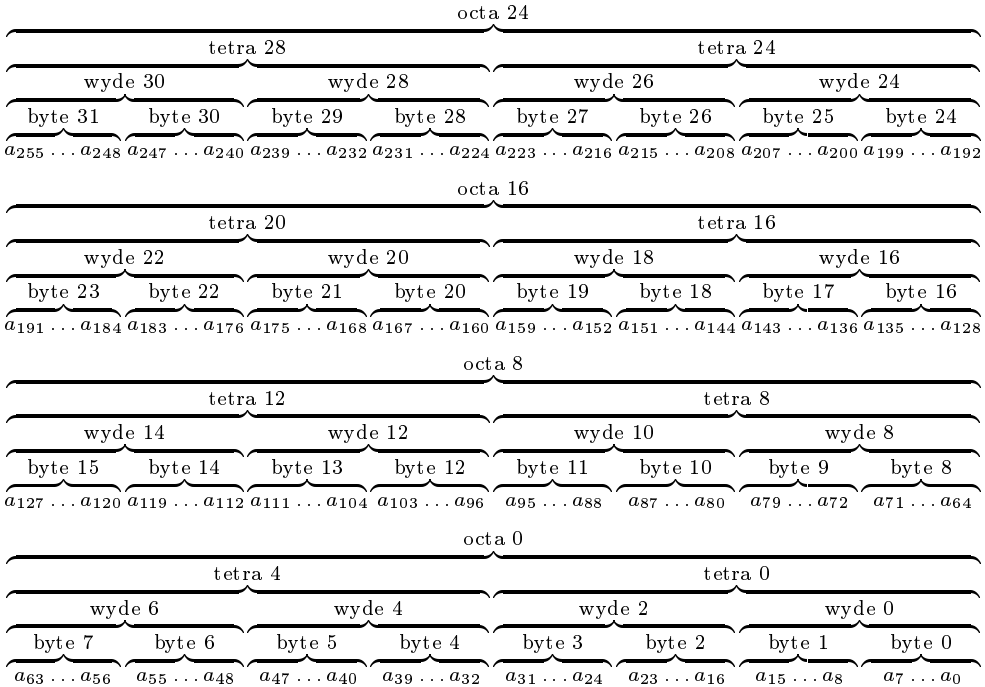 octa 24
tetra 28 tetra 24
wyde 30 wyde 28 wyde 26 wyde 24
byte 31 byte 30 byte 29 byte 28 byte 27 byte 26 byte 25 byte 24
a255 … a248 a247 … a240 a239 … a232 a231 … a224 a223 … a216 a215 … a208 a207 … a200 a199 … a192
octa 16
tetra 20 tetra 16
wyde 22 wyde 20 wyde 18 wyde 16
byte 23 byte 22 byte 21 byte 20 byte 19 byte 18 byte 17 byte 16
a191 … a184 a183 … a176 a175 … a168 a167 … a160 a159 … a152 a151 … a144 a143 … a136 a135 … a128
octa 8
tetra 12 tetra 8
wyde 14 wyde 12 wyde 10 wyde 8
byte 15 byte 14 byte 13 byte 12 byte 11 byte 10 byte 9 byte 8
a127 … a120 a119 … a112 a111 … a104 a103 … a96 a95 … a88 a87 … a80 a79 … a72 a71 … a64
octa 0
tetra 4 tetra 0
wyde 6 wyde 4 wyde 2 wyde 0
byte 7 byte 6 byte 5 byte 4 byte 3 byte 2 byte 1 byte 0
a63 … a56 a55 … a48 a47 … a40 a39 … a32 a31 … a24 a23 … a16 a15 … a8 a7 … a0